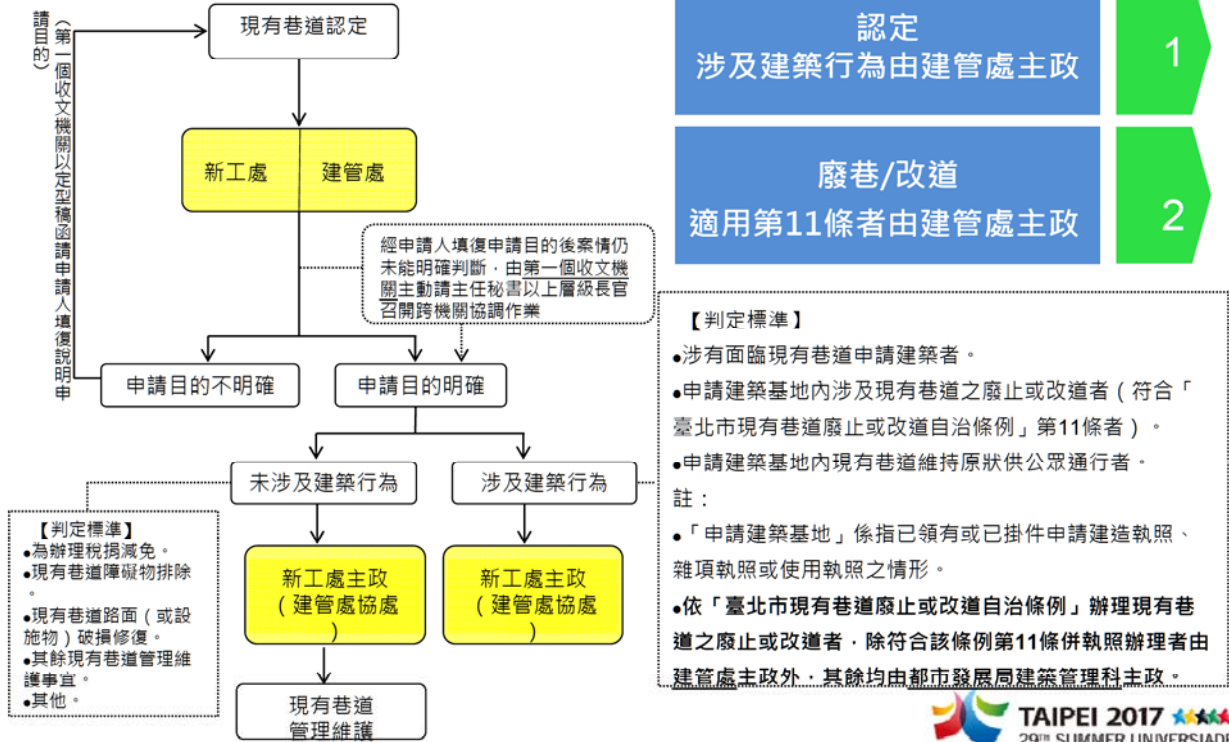 現有巷道認定
（第一個收文機關以定型稿函請申請人填復說明申
請目的）
新工處
建管處
經申請人填復申請目的後案情仍
未能明確判斷，由第一個收文機
關主動請主任秘書以上層級長官
召開跨機關協調作業
申請目的不明確
申請目的明確
未涉及建築行為
涉及建築行為
【判定標準】
•為辦理稅捐減免。
•現有巷道障礙物排除
。
•現有巷道路面（或設
施物）破損修復。
•其餘現有巷道管理維
護事宜。
•其他。
新工處主政
（建管處協處
）
新工處主政
（建管處協處
）
現有巷道
管理維護
認定
涉及建築行為由建管處主政
1
廢巷/改道
適用第11條者由建管處主政
2
【判定標準】
•涉有面臨現有巷道申請建築者。
•申請建築基地內涉及現有巷道之廢止或改道者（符合「
臺北市現有巷道廢止或改道自治條例」第11條者）。
•申請建築基地內現有巷道維持原狀供公眾通行者。
註：
•「申請建築基地」係指已領有或已掛件申請建造執照、
雜項執照或使用執照之情形。
•依「臺北市現有巷道廢止或改道自治條例」辦理現有巷
道之廢止或改道者，除符合該條例第11條併執照辦理者由
建管處主政外，其餘均由都市發展局建築管理科主政。
TAIPEI 2017
29TH SUMMER UNIVERSIADE